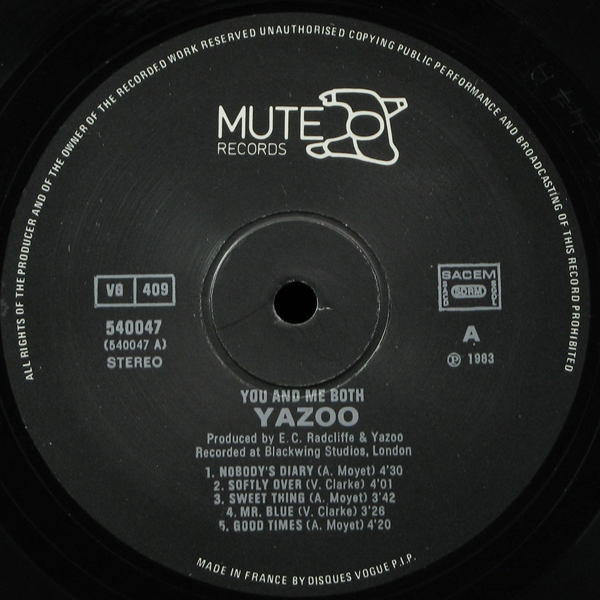 ALL RIGHTS OF THE PRODUCER AND OF THE OWNER OF THE RECORDED WORK RESERVED UNAUTHORISED COPYING PUBLIC PERFORMANCE AND BROADCASTING OF THIS RECORD PROHIBITED
MUTE
RECORDS
VG 409
540047
(540047 A)
STEREO
SACEM
SACD SDRM SGDL
A
℗ 1983
YOU AND ME BOTH
YAZOO
Produced by E.C. Radcliffe & Yazoo
Recorded at Blackwing Studios, London
1. NOBODY'S DIARY (A. Moyet) 4'30
2. SOFTLY OVER (V. Clarke) 4'01
3. SWEET THING (A. Moyet) 3'42
4. MR. BLUE (V. Clarke) 3'26
5. GOOD TIMES (A. Moyet) 4'20
MADE IN FRANCE BY DISQUES VOGUE P.I.P.